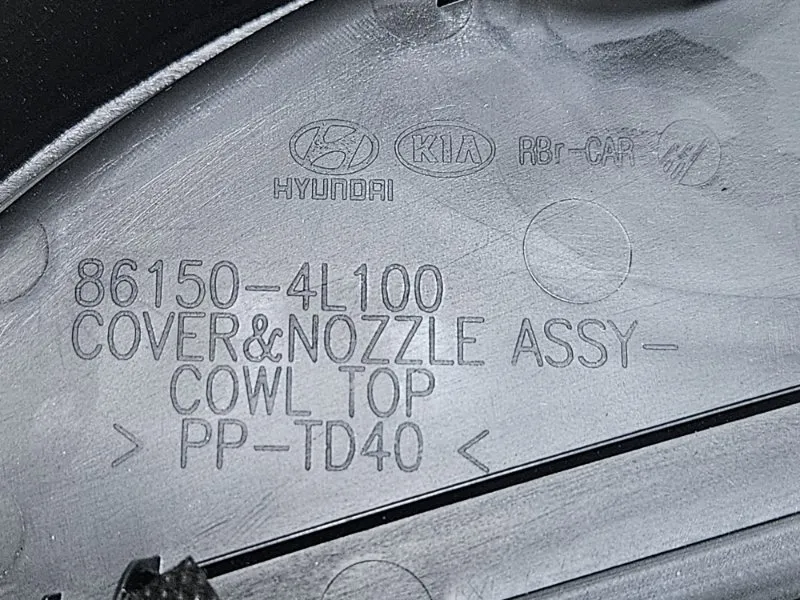 HYUNDAI
KIA RBr-CAR
86150-4L100
COVER&NOZZLE ASSY-
COWL TOP
> PP-TD40 <